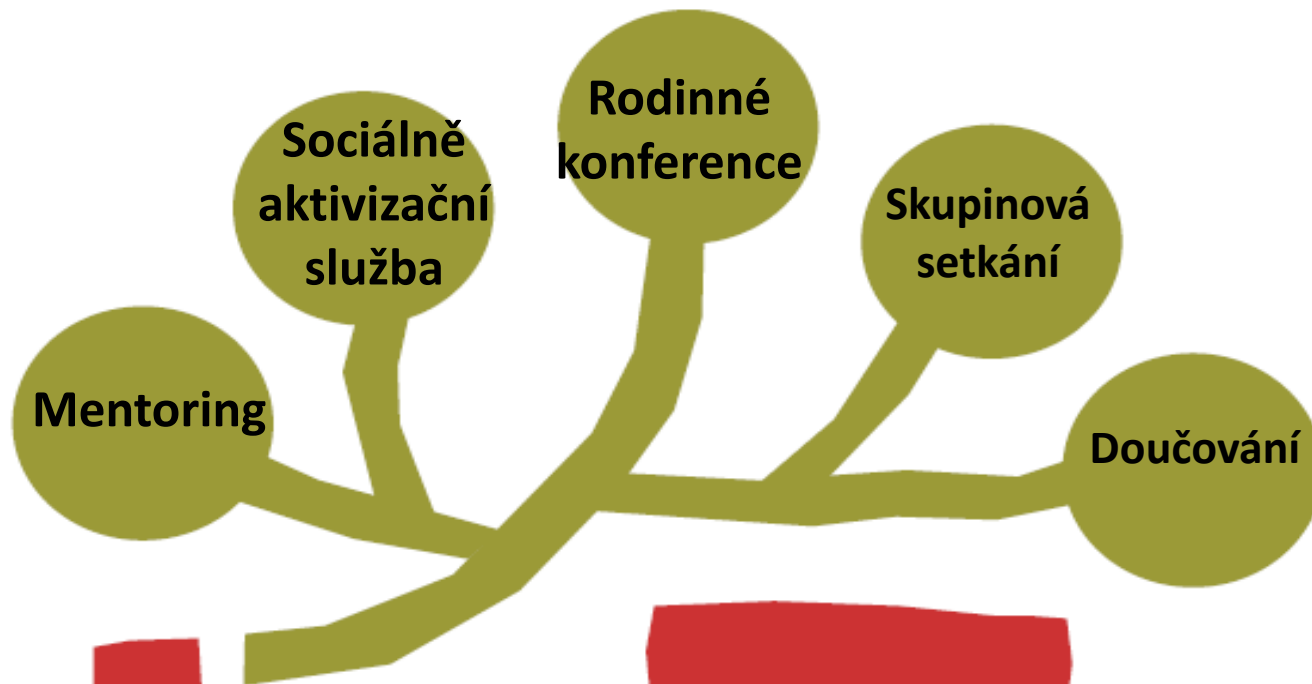 Mentoring
Sociálně
aktivizační
služba
Rodinné
konference
Skupinová
setkání
Doučování